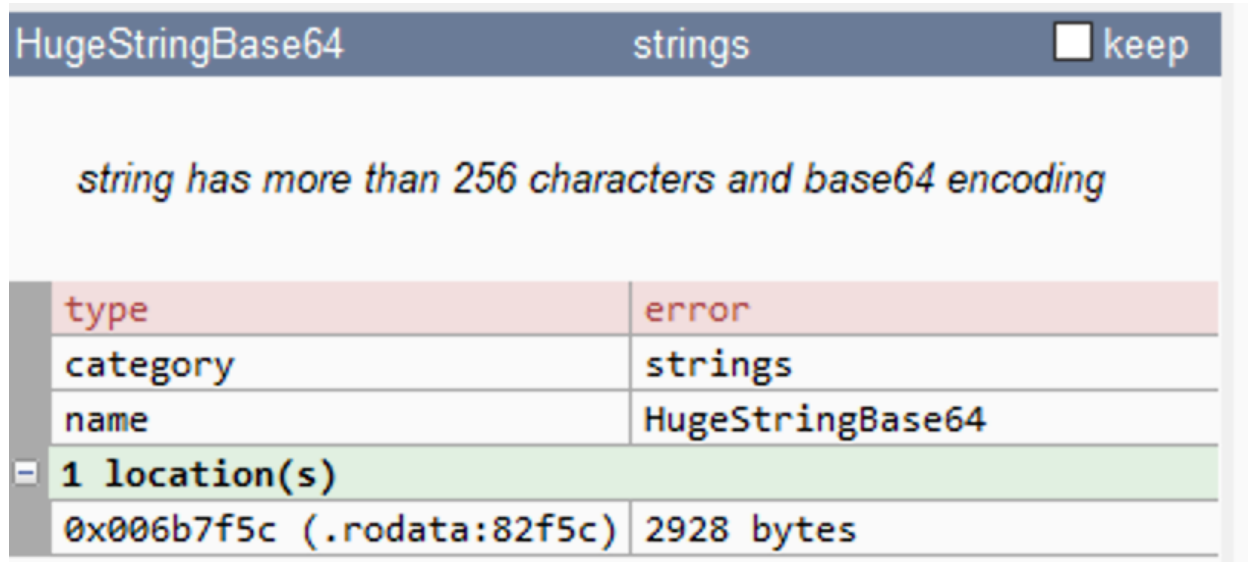 HugeStringBase64 strings keep
string has more than 256 characters and base64 encoding
type error
category strings
name HugeStringBase64
1 location(s)
0x006b7f5c (.rodata:82f5c) 2928 bytes